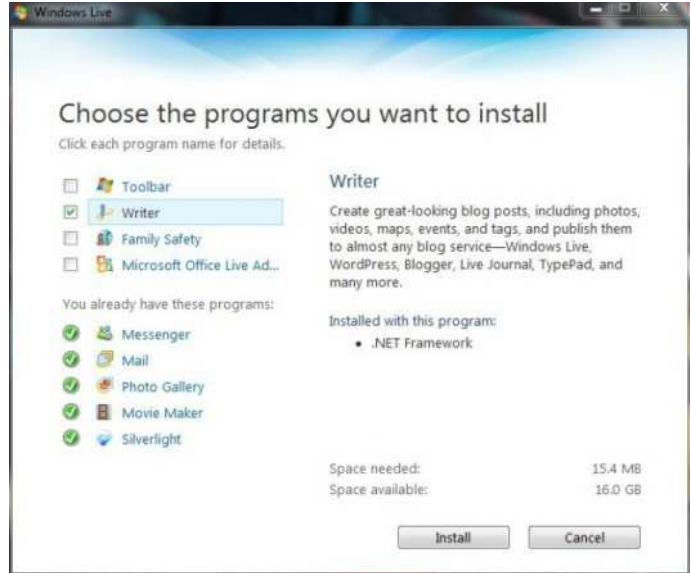 Windows Live
Choose the programs you want to install
Click each program name for details.
Toolbar
Writer
Family Safety
Microsoft Office Live Ad...
You already have these programs:
Messenger
Mail
Photo Gallery
Movie Maker
Silverlight
Writer
Create great-looking blog posts, including photos,
videos, maps, events, and tags, and publish them
to almost any blog service—Windows Live,
WordPress, Blogger, Live Journal, TypePad, and
many more.
Installed with this program:
• .NET Framework
Space needed: 15.4 MB
Space available: 16.0 GB
Install Cancel